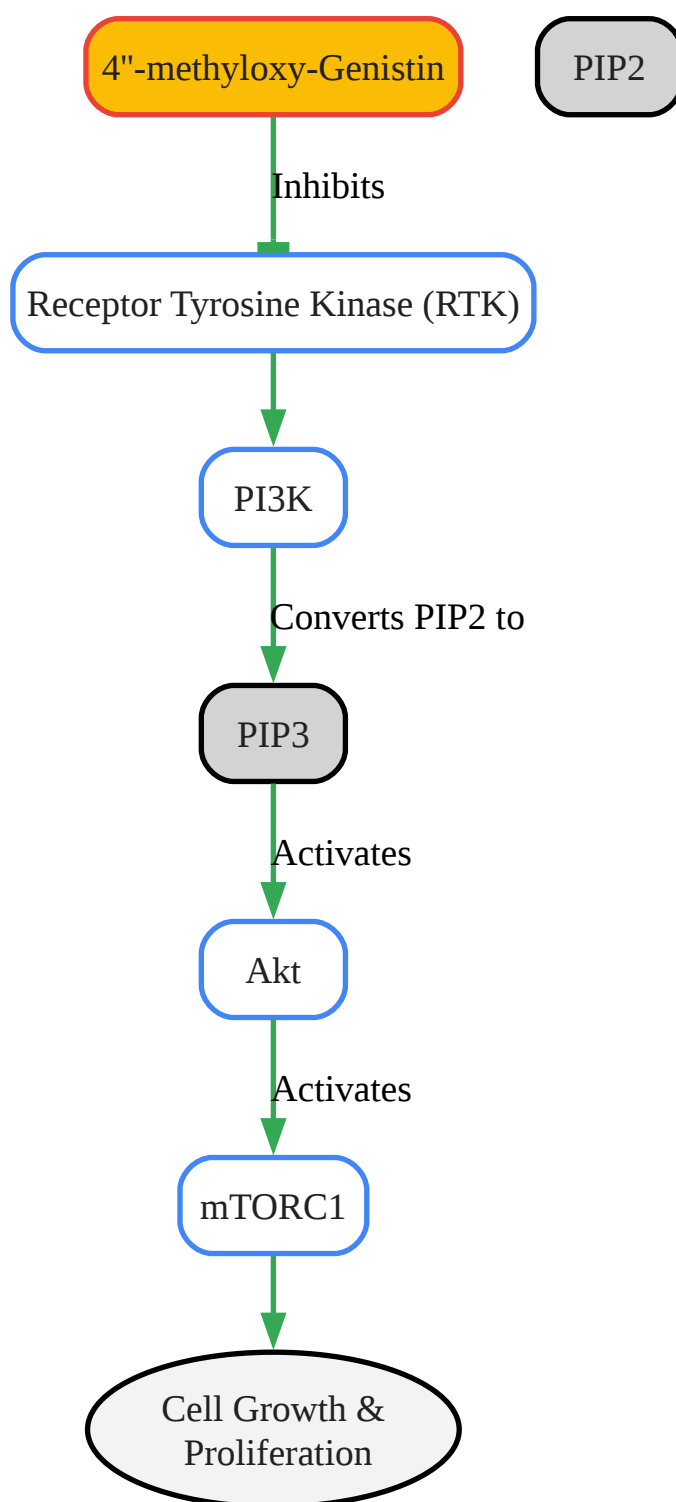 4"-methyloxy-Genistin
PIP2
Inhibits
Receptor Tyrosine Kinase (RTK)
PI3K
Converts PIP2 to
PIP3
Activates
Akt
Activates
mTORC1
Cell Growth &
Proliferation